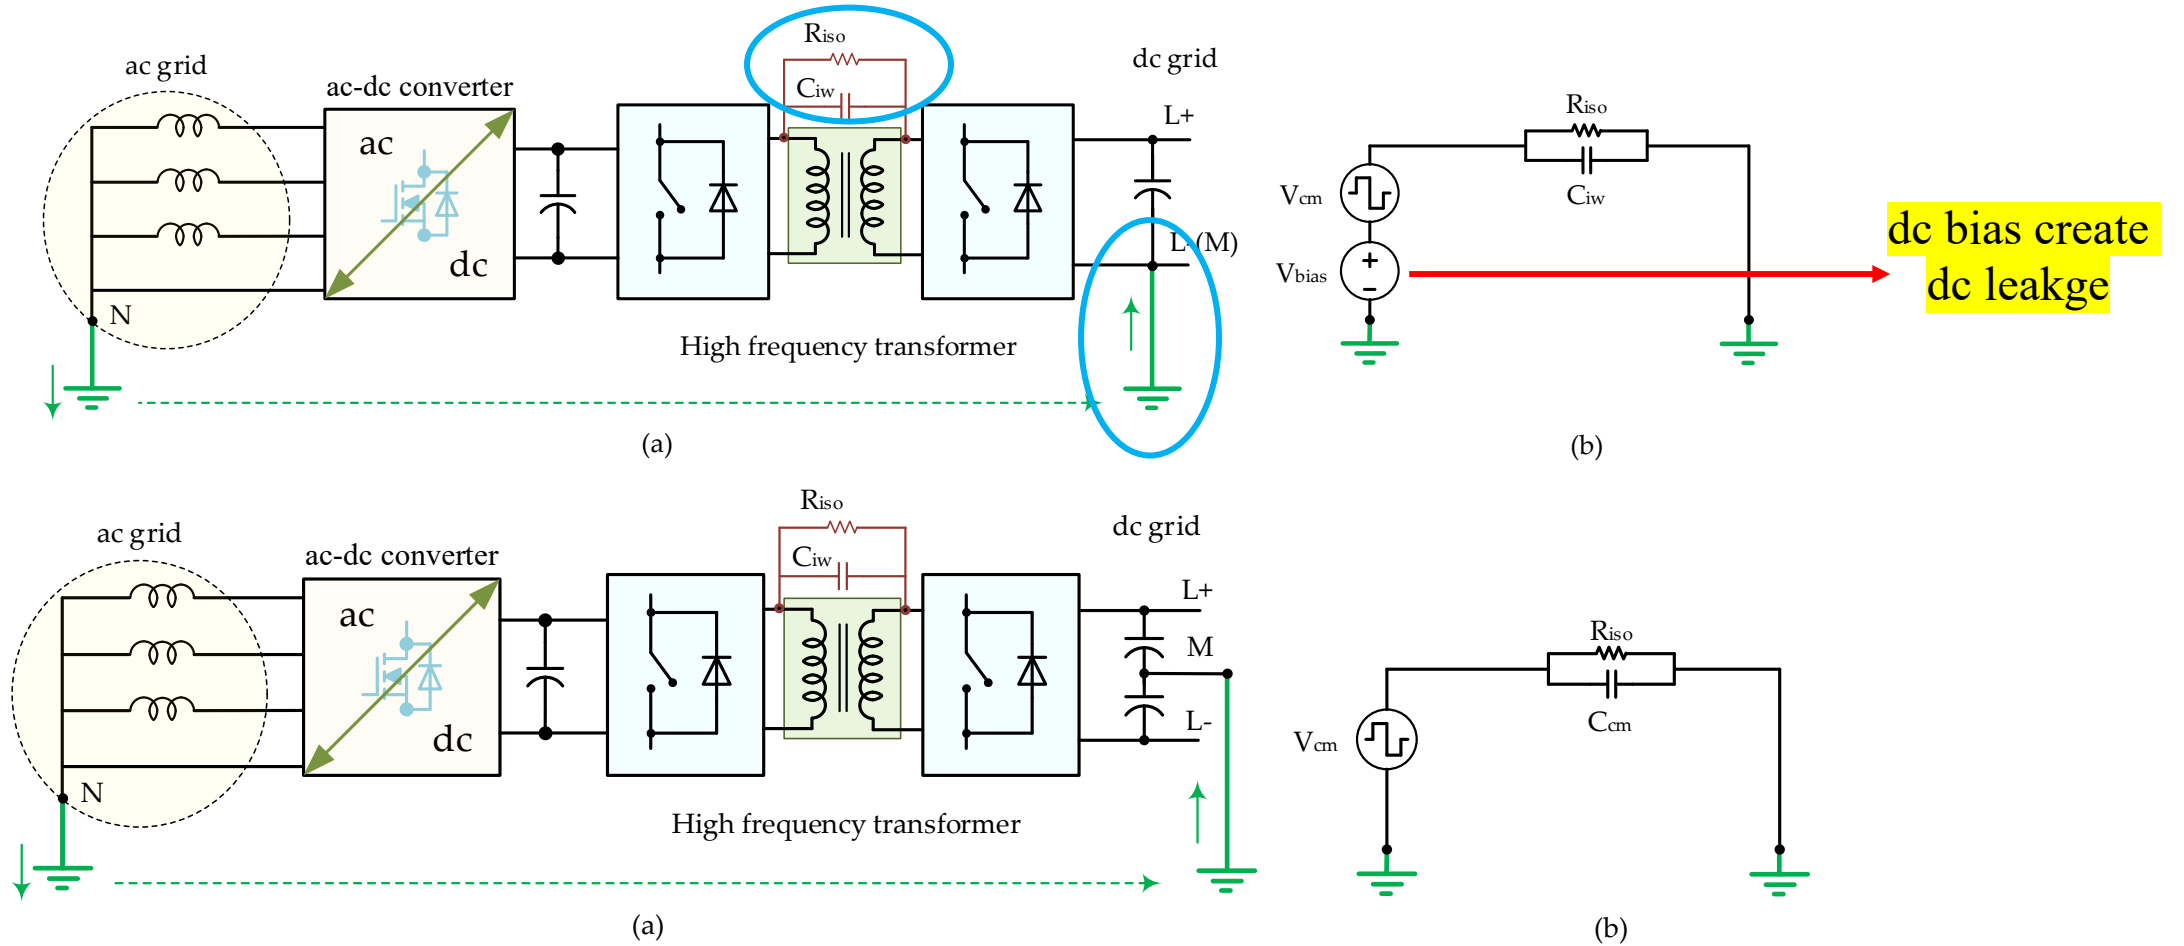 Riso
ac grid
dc grid
ac-dc converter
Ciw
L+
ac
Riso
Vcm
Ciw
dc bias create
L-(M)
dc
Vbias
dc leakge
N
High frequency transformer
(a)
(b)
Riso
ac grid
dc grid
ac-dc converter
Ciw
L+
ac
Riso
M
L-
Ccm
dc
Vcm
N
High frequency transformer
(a)
(b)